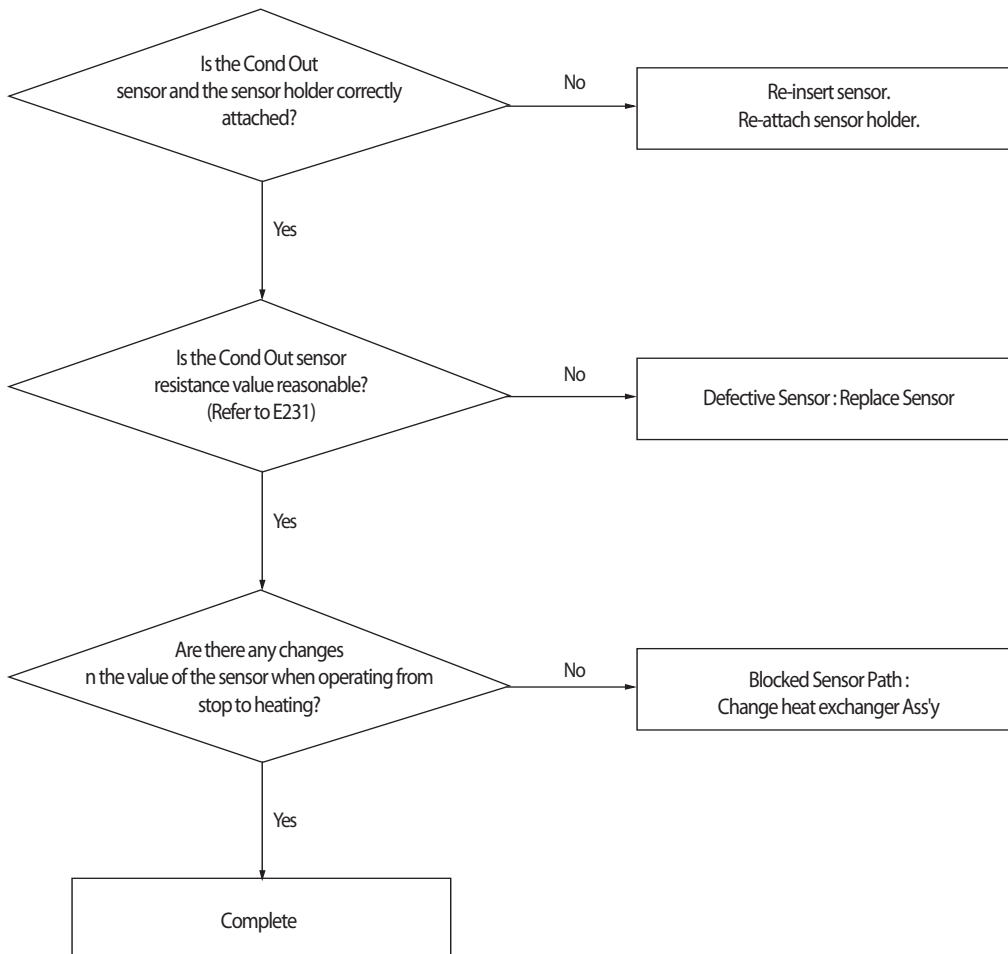 Is the Cond Out
sensor and the sensor holder correctly
attached?
No
Re-insert sensor.
Re-attach sensor holder.
Yes
Is the Cond Out sensor
resistance value reasonable?
(Refer to E231)
No
Defective Sensor : Replace Sensor
Yes
Are there any changes
n the value of the sensor when operating from
stop to heating?
No
Blocked Sensor Path :
Change heat exchanger Ass'y
Yes
Complete